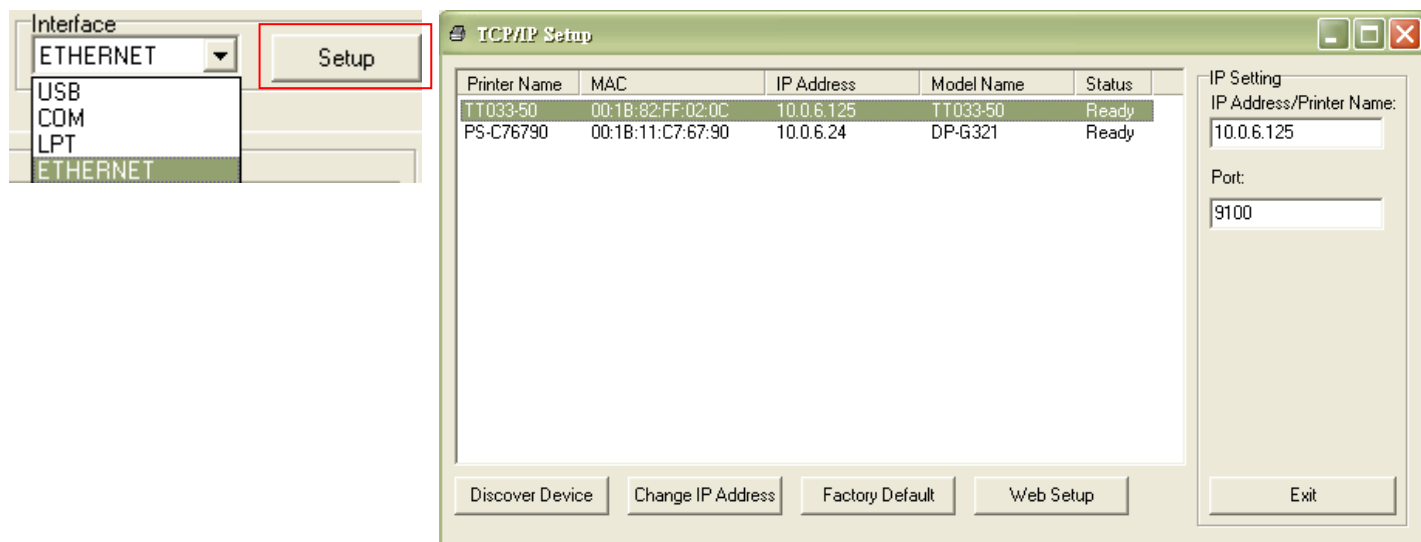 Interface
ETHERNET
Setup
USB
COM
LPT
ETHERNET
TCP/IP Setup
Printer Name MAC IP Address Model Name Status
TT033-50 00:1B:82:FF:02:0C 10.0.6.125 TT033-50 Ready
PS-C76790 00:1B:11:C7:67:90 10.0.6.24 DP-G321 Ready
IP Setting
IP Address/Printer Name:
10.0.6.125
Port:
9100
Discover Device Change IP Address Factory Default Web Setup Exit